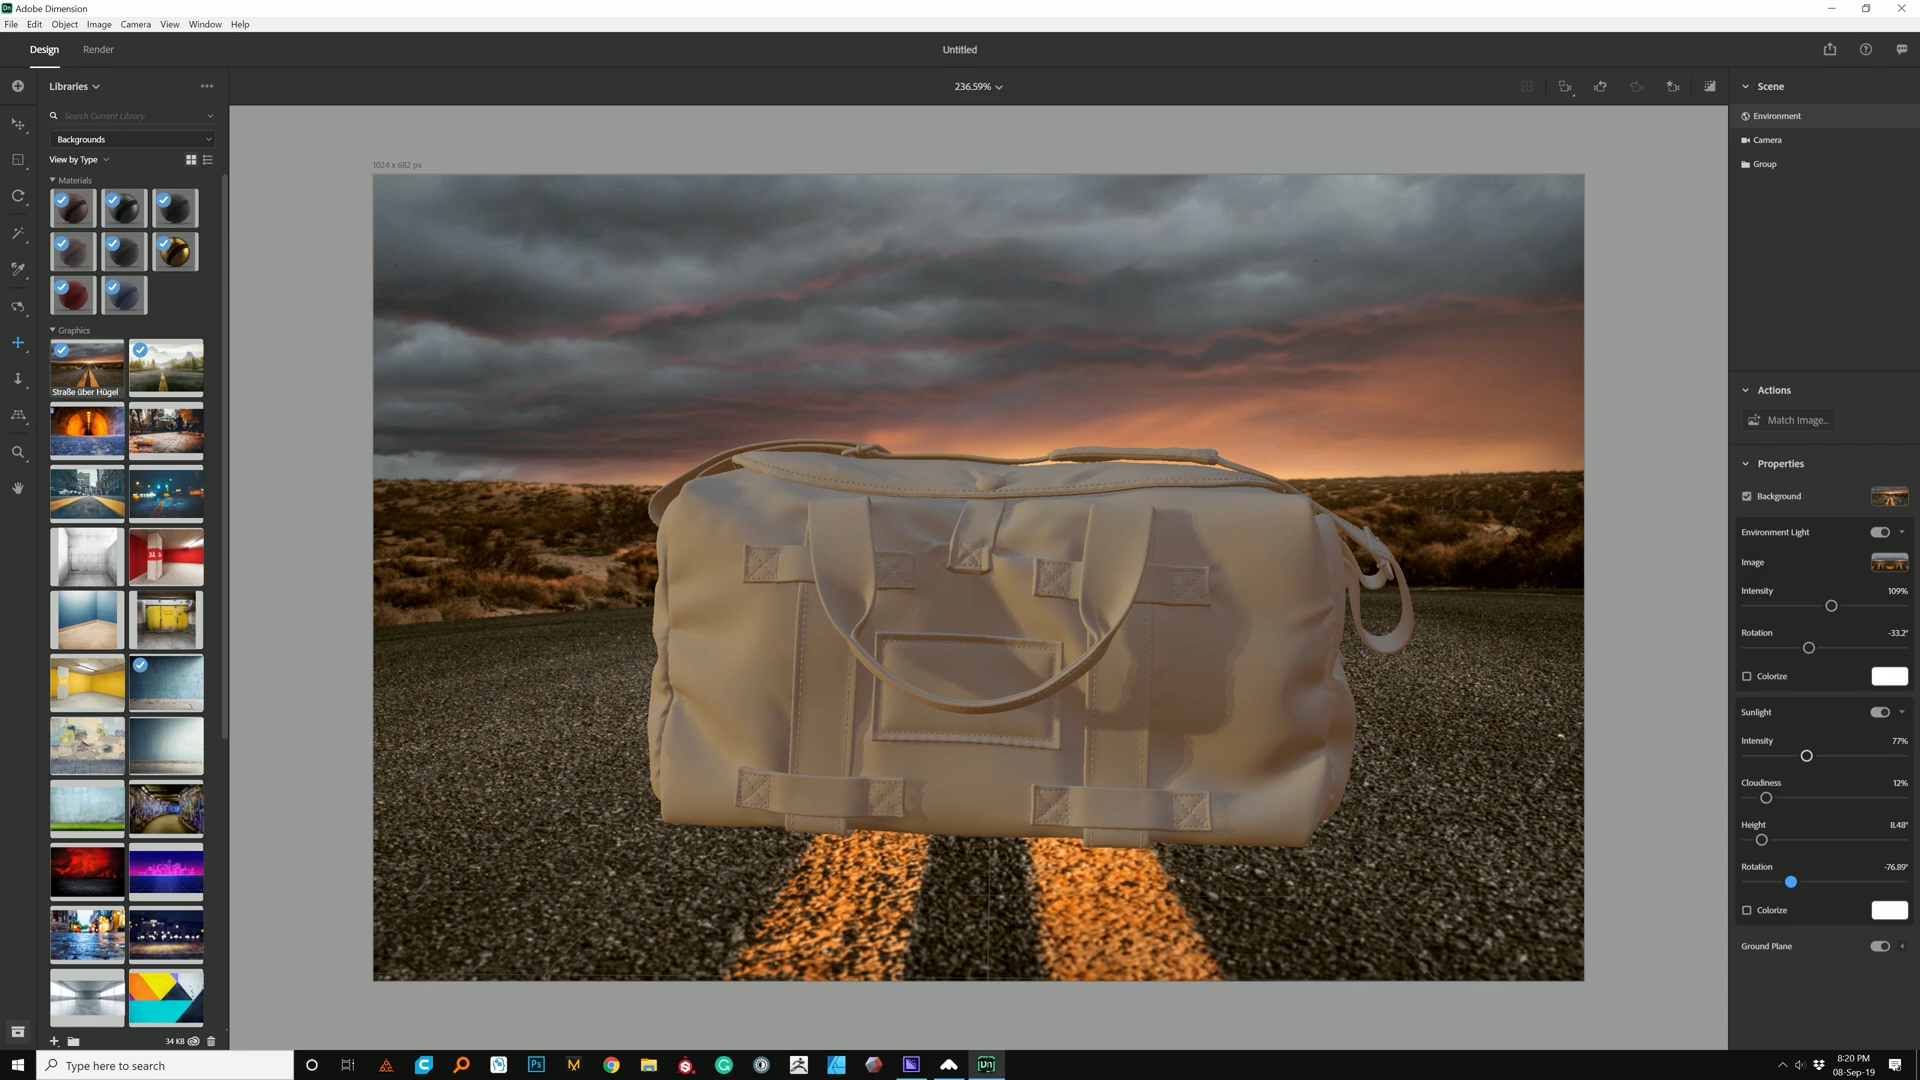 Adobe Dimension
File Edit Object Image Camera View Window Help
Design Render Untitled
Libraries
236.59%
Search Current Library
Backgrounds
View by Type
Materials
Graphics
Straße über Hügel
34 KB
1024 x 682 px
Scene
Environment
Camera
Group
Actions
Match Image...
Properties
Background
Environment Light
Image
Intensity 109%
Rotation -33.2°
Colorize
Sunlight
Intensity 77%
Cloudiness 12%
Height 8.48°
Rotation -76.89°
Colorize
Ground Plane
Type here to search
Ps
Dn
8:20 PM
08-Sep-19